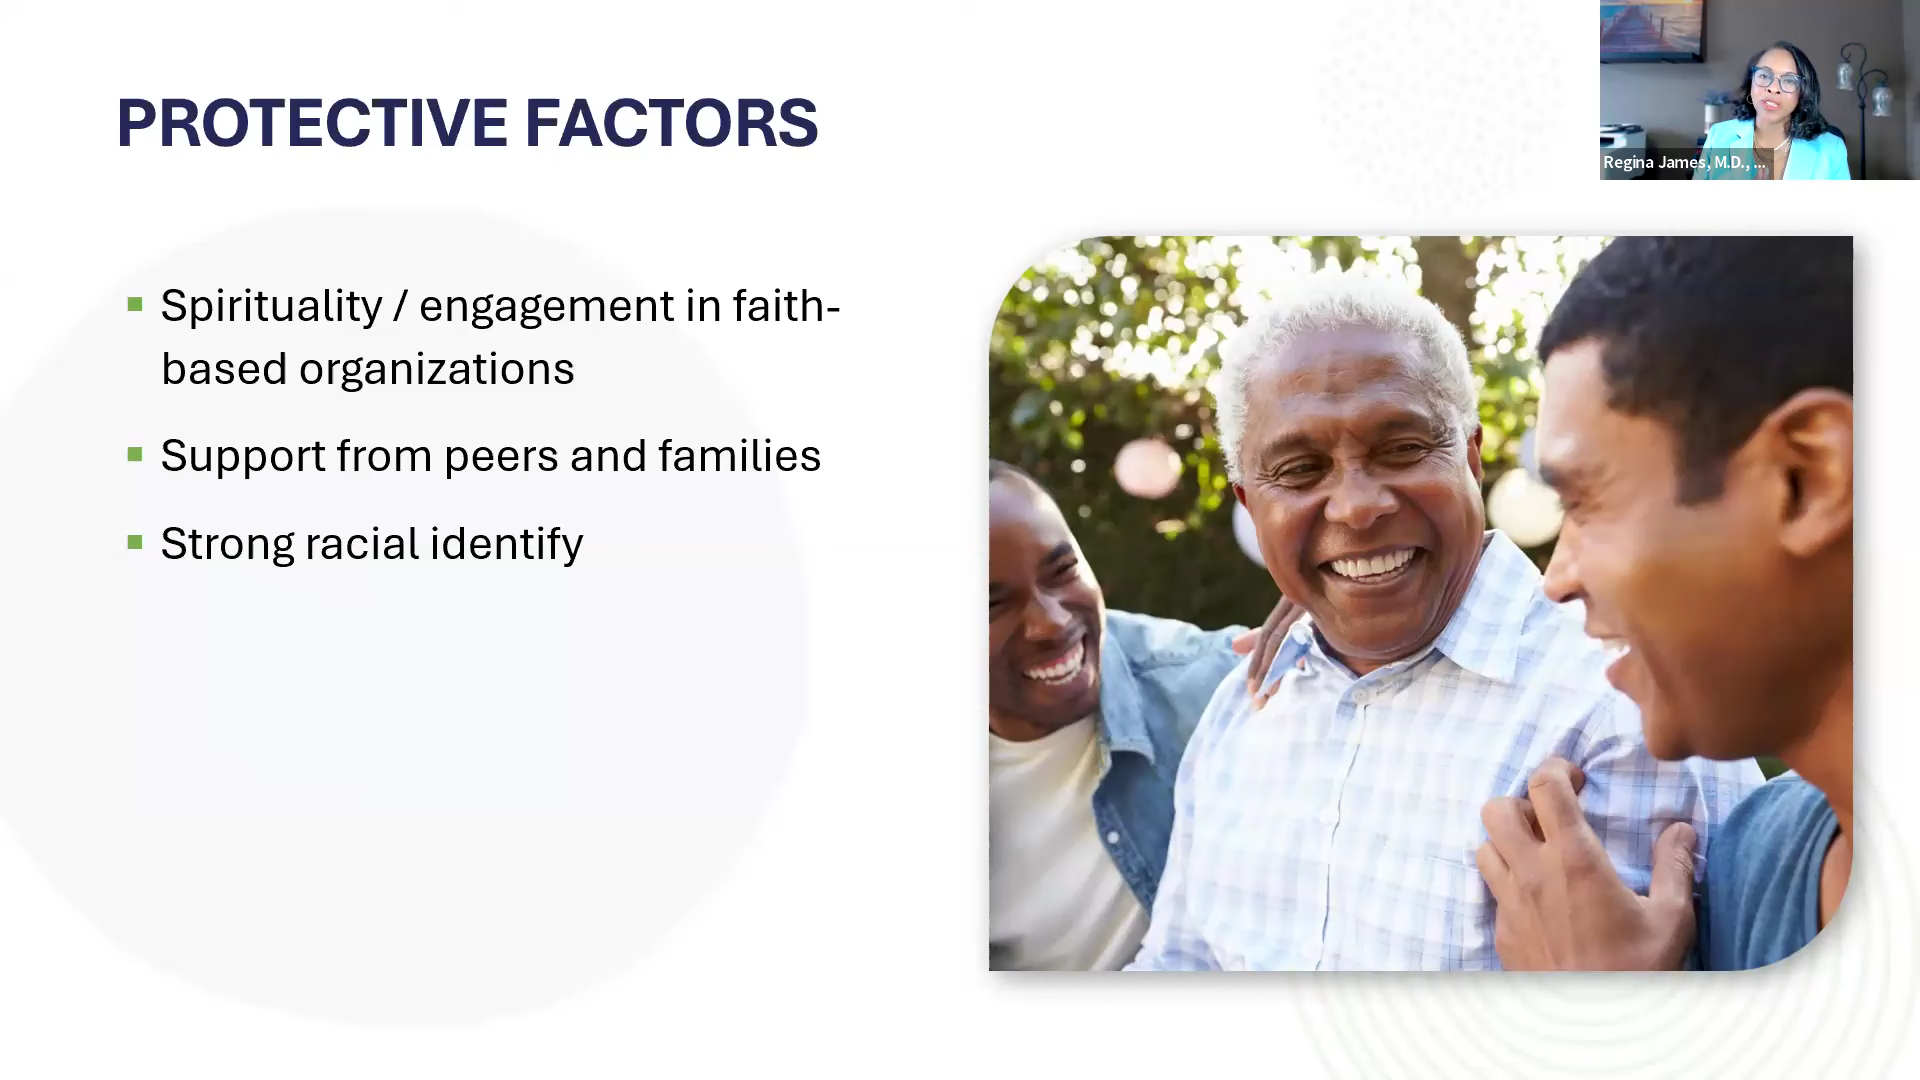 PROTECTIVE FACTORS
Regina James, M.D., ...
Spirituality / engagement in faith-
based organizations
Support from peers and families
Strong racial identify